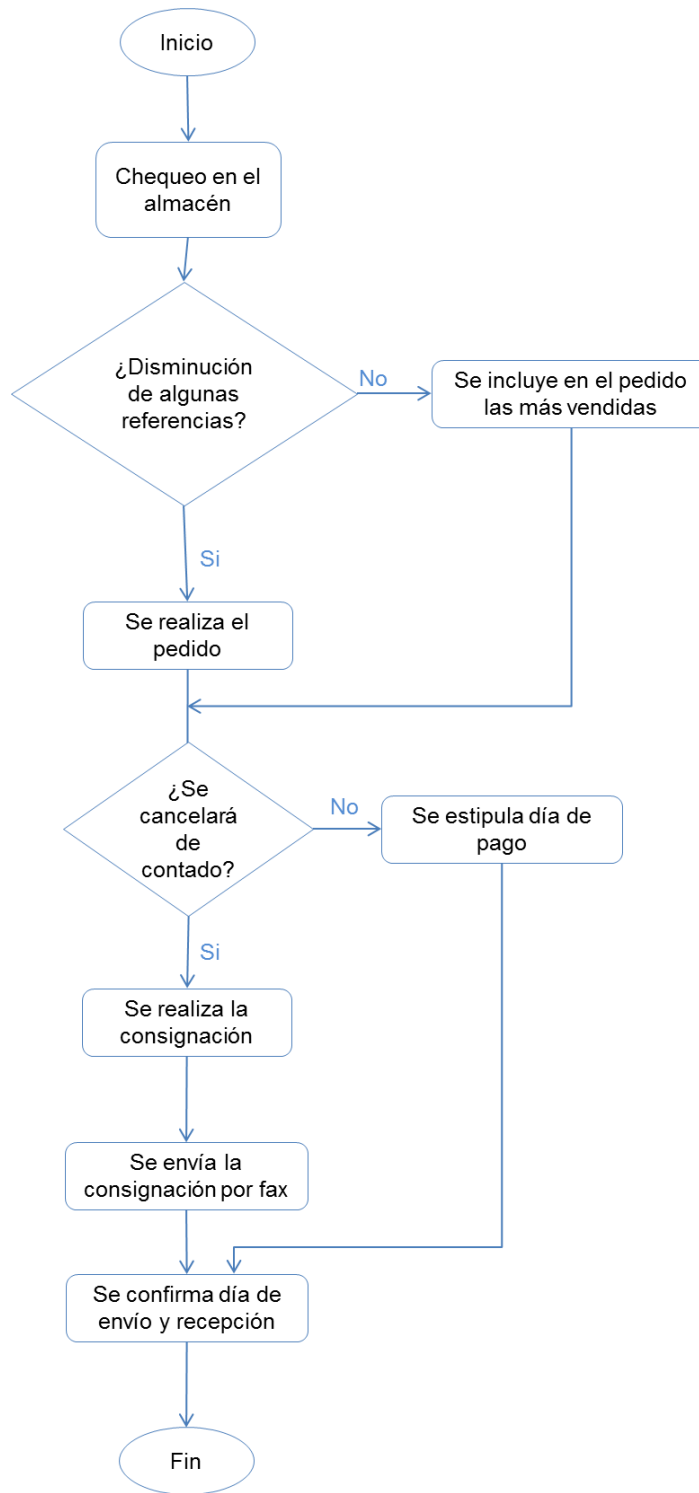 Inicio
Chequeo en el
almacén
¿Disminución
de algunas
referencias?
No
Se incluye en el pedido
las más vendidas
Si
Se realiza el
pedido
¿Se
cancelará
de
contado?
No
Se estipula día de
pago
Si
Se realiza la
consignación
Se envía la
consignación por fax
Se confirma día de
envío y recepción
Fin